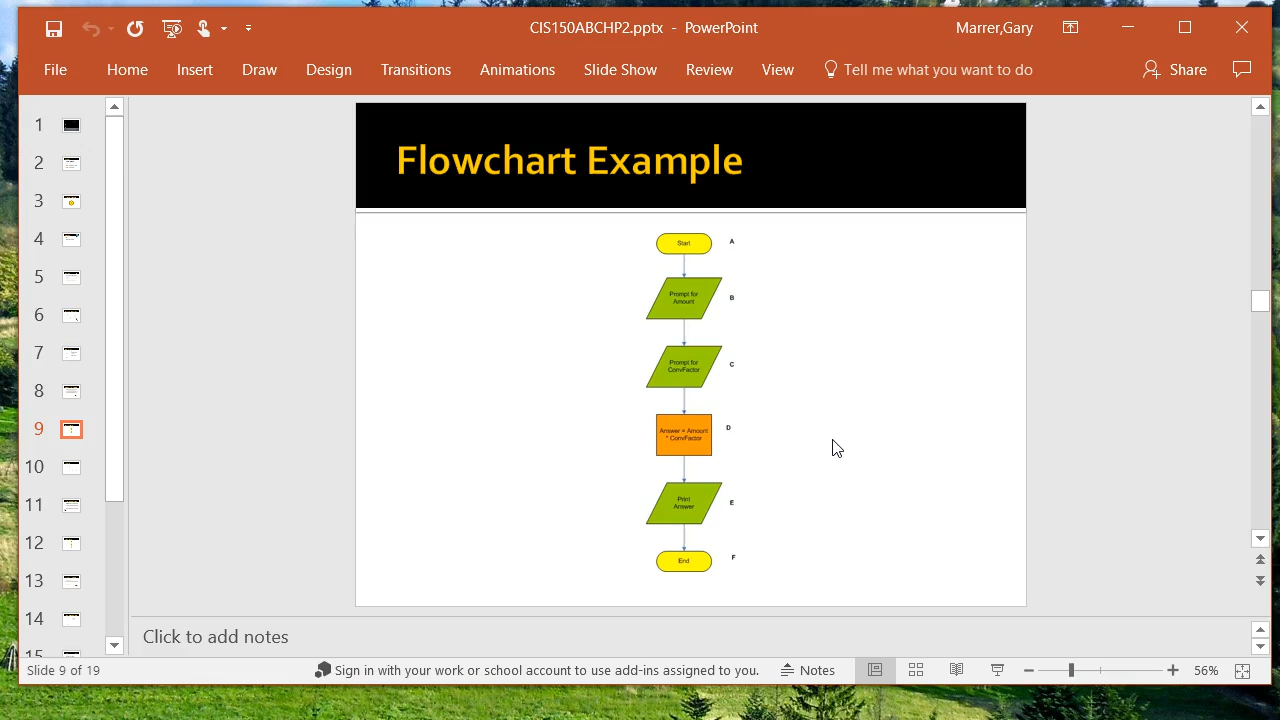 CIS150ABCHP2.pptx - PowerPoint
Marrer,Gary
File Home Insert Draw Design Transitions Animations Slide Show Review View Tell me what you want to do Share
1
2
3
4
5
6
7
8
9
10
11
12
13
14
15
Flowchart Example
Start A
Prompt for
Amount
B
Prompt for
ConvFactor
C
Answer = Amount
* ConvFactor
D
Print
Answer
E
End F
Click to add notes
Slide 9 of 19 Sign in with your work or school account to use add-ins assigned to you. Notes 56%